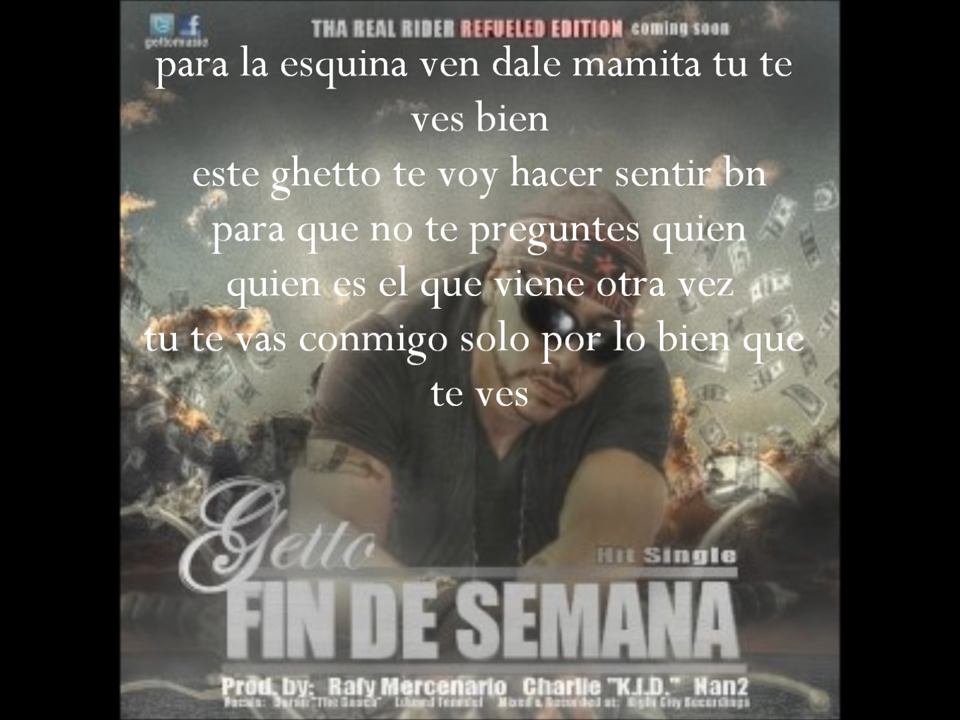 THA REAL RIDER REFUELED EDITION coming soon
gettomusic
para la esquina ven dale mamita tu te
ves bien
este ghetto te voy hacer sentir bn
para que no te preguntes quien
quien es el que viene otra vez
tu te vas conmigo solo por lo bien que
te ves
Getto
Hit Single
FIN DE SEMANA
Prod. by: Rafy Mercenario Charlie "K.I.D." Nan2